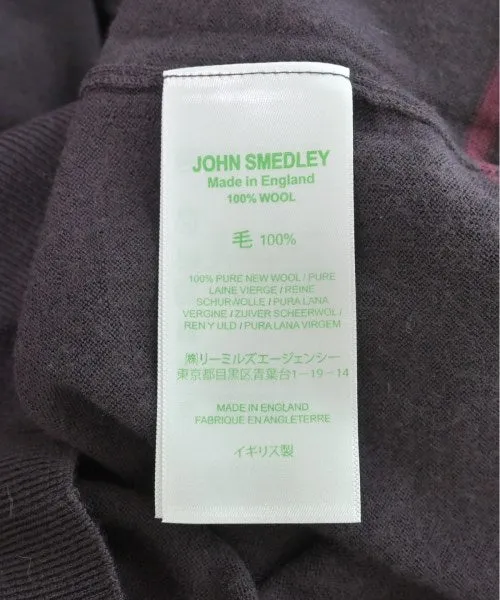 JOHN SMEDLEY
Made in England
100% WOOL
毛 100%
100% PURE NEW WOOL / PURE
LAINE VIERGE / REINE
SCHURWOLLE / PURA LANA
VERGINE / ZUIVER SCHEERWOL /
REN Y ULD / PURA LANA VIRGEM
㈱リーミルズエージェンシー
東京都目黒区青葉台1-19-14
MADE IN ENGLAND
FABRIQUE EN ANGLETERRE
イギリス製